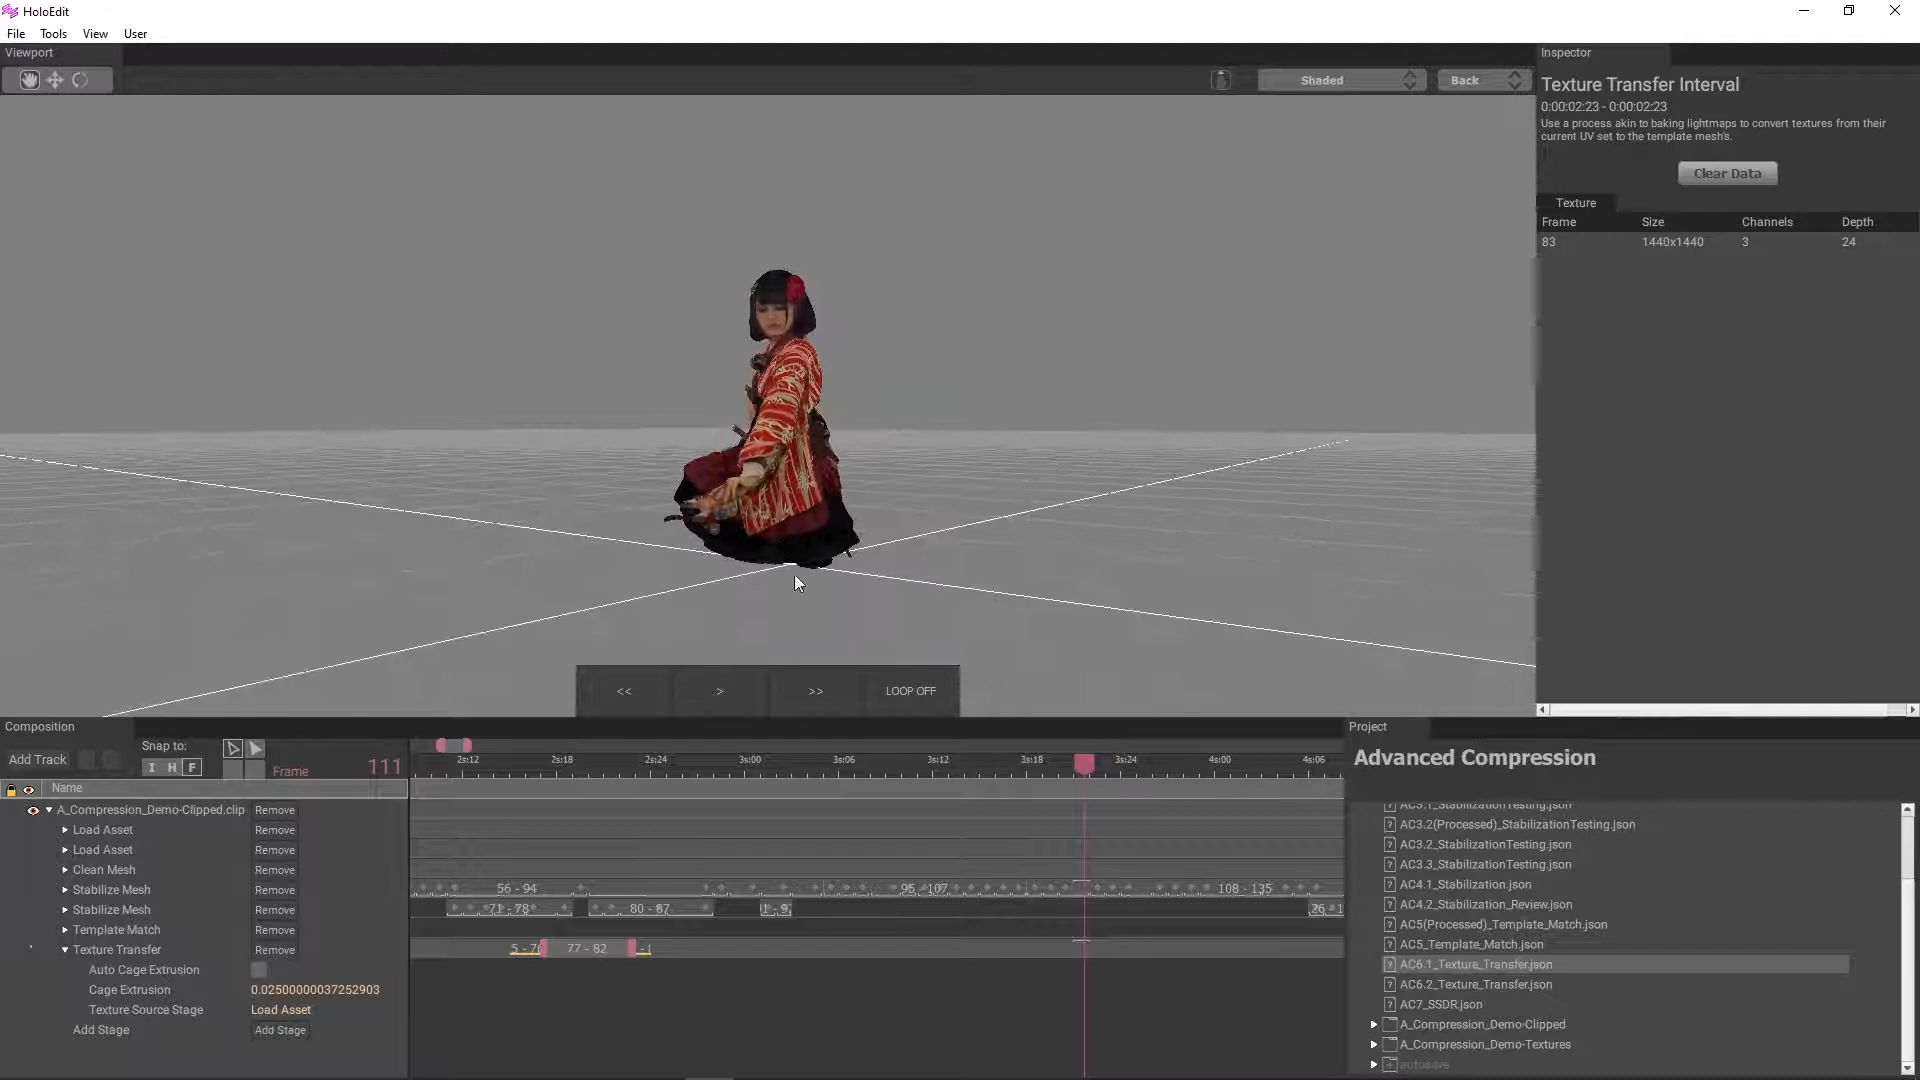 HoloEdit
File Tools View User
Viewport
Shaded
Back
Inspector
Texture Transfer Interval
0:00:02:23 - 0:00:02:23
Use a process akin to baking lightmaps to convert textures from their
current UV set to the template mesh's.
Clear Data
Texture
Frame Size Channels Depth
83 1440x1440 3 24
<< > >> LOOP OFF
Composition
Add Track
Snap to:
I H F
Frame 111
2s:12 2s:18 2s:24 3s:00 3s:06 3s:12 3s:18 3s:24 4s:00 4s:06
Name
A_Compression_Demo-Clipped.clip Remove
Load Asset Remove
Load Asset Remove
Clean Mesh Remove
Stabilize Mesh Remove 56 - 94 95 - 107 108 - 135
Stabilize Mesh Remove 71 - 78 80 - 87
Template Match Remove
Texture Transfer Remove 77 - 82
Auto Cage Extrusion
Cage Extrusion 0.02500000037252903
Texture Source Stage Load Asset
Add Stage Add Stage
Project
Advanced Compression
AC3.1_StabilizationTesting.json
AC3.2(Processed)_StabilizationTesting.json
AC3.2_StabilizationTesting.json
AC3.3_StabilizationTesting.json
AC4.1_Stabilization.json
AC4.2_Stabilization_Review.json
AC5(Processed)_Template_Match.json
AC5_Template_Match.json
AC6.1_Texture_Transfer.json
AC6.2_Texture_Transfer.json
AC7_SSDR.json
A_Compression_Demo-Clipped
A_Compression_Demo-Textures
autosave